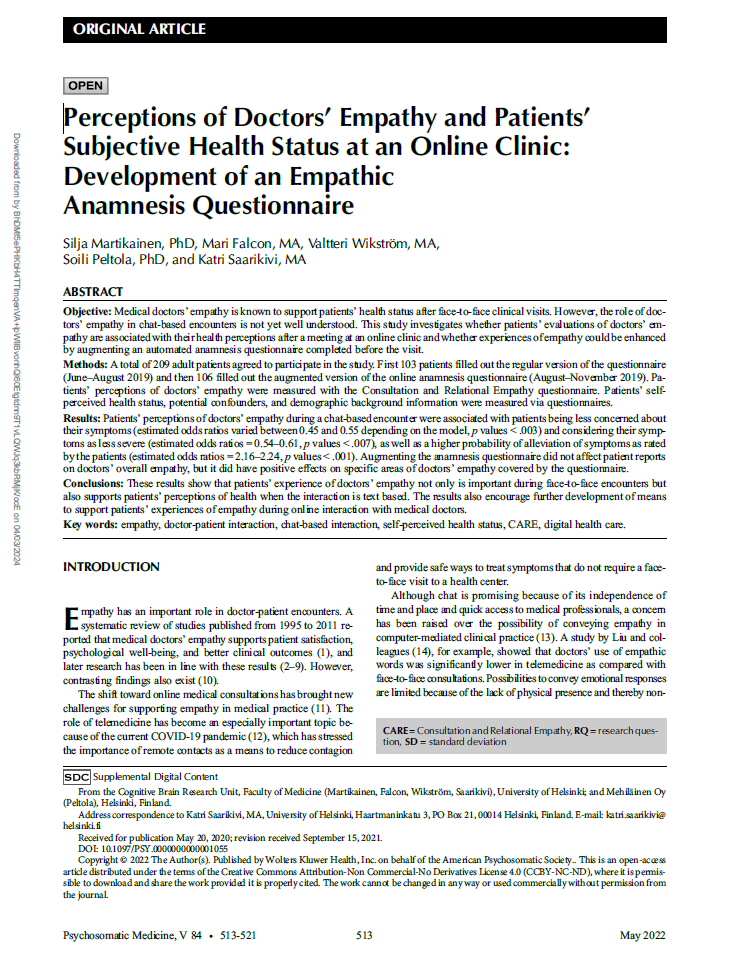 ORIGINAL ARTICLE
OPEN
Perceptions of Doctors’ Empathy and Patients’
Subjective Health Status at an Online Clinic:
Development of an Empathic
Anamnesis Questionnaire
Silja Martikainen, PhD, Mari Falcon, MA, Valtteri Wikström, MA,
Soili Peltola, PhD, and Katri Saarikivi, MA
ABSTRACT
Objective: Medical doctors’ empathy is known to support patients’ health status after face-to-face clinical visits. However, the role of doc-
tors’ empathy in chat-based encounters is not yet well understood. This study investigates whether patients’ evaluations of doctors’ em-
pathy are associated with their health perceptions after a meeting at an online clinic and whether experiences of empathy could be enhanced
by augmenting an automated anamnesis questionnaire completed before the visit.
Methods: A total of 209 adult patients agreed to participate in the study. First 103 patients filled out the regular version of the questionnaire
(June–August 2019) and then 106 filled out the augmented version of the online anamnesis questionnaire (August–November 2019). Pa-
tients’ perceptions of doctors’ empathy were measured with the Consultation and Relational Empathy questionnaire. Patients’ self-
perceived health status, potential confounders, and demographic background information were measured via questionnaires.
Results: Patients’ perceptions of doctors’ empathy during a chat-based encounter were associated with patients being less concerned about
their symptoms (estimated odds ratios varied between 0.45 and 0.55 depending on the model, p values < .003) and considering their symp-
toms as less severe (estimated odds ratios = 0.54–0.61, p values < .007), as well as a higher probability of alleviation of symptoms as rated
by the patients (estimated odds ratios = 2.16–2.24, p values < .001). Augmenting the anamnesis questionnaire did not affect patient reports
on doctors’ overall empathy, but it did have positive effects on specific areas of doctors’ empathy covered by the questionnaire.
Conclusions: These results show that patients’ experience of doctors’ empathy not only is important during face-to-face encounters but
also supports patients’ perceptions of health when the interaction is text based. The results also encourage further development of means
to support patients’ experiences of empathy during online interaction with medical doctors.
Key words: empathy, doctor-patient interaction, chat-based interaction, self-perceived health status, CARE, digital health care.
INTRODUCTION
Empathy has an important role in doctor-patient encounters. A
systematic review of studies published from 1995 to 2011 re-
ported that medical doctors’ empathy supports patient satisfaction,
psychological well-being, and better clinical outcomes (1), and
later research has been in line with these results (2–9). However,
contrasting findings also exist (10).
The shift toward online medical consultations has brought new
challenges for supporting empathy in medical practice (11). The
role of telemedicine has become an especially important topic be-
cause of the current COVID-19 pandemic (12), which has stressed
the importance of remote contacts as a means to reduce contagion
and provide safe ways to treat symptoms that do not require a face-
to-face visit to a health center.
Although chat is promising because of its independence of
time and place and quick access to medical professionals, a concern
has been raised over the possibility of conveying empathy in
computer-mediated clinical practice (13). A study by Liu and col-
leagues (14), for example, showed that doctors’ use of empathic
words was significantly lower in telemedicine as compared with
face-to-face consultations. Possibilities to convey emotional responses
are limited because of the lack of physical presence and thereby non-
CARE = Consultation and Relational Empathy, RQ = research ques-
tion, SD = standard deviation
SDC Supplemental Digital Content
From the Cognitive Brain Research Unit, Faculty of Medicine (Martikainen, Falcon, Wikström, Saarikivi), University of Helsinki; and Mehiläinen Oy
(Peltola), Helsinki, Finland.
Address correspondence to Katri Saarikivi, MA, University of Helsinki, Haartmaninkatu 3, PO Box 21, 00014 Helsinki, Finland. E-mail: katri.saarikivi@
helsinki.fi
Received for publication May 20, 2020; revision received September 15, 2021.
DOI: 10.1097/PSY.0000000000001055
Copyright © 2022 The Author(s). Published by Wolters Kluwer Health, Inc. on behalf of the American Psychosomatic Society.. This is an open-access
article distributed under the terms of the Creative Commons Attribution-Non Commercial-No Derivatives License 4.0 (CCBY-NC-ND), where it is permis-
sible to download and share the work provided it is properly cited. The work cannot be changed in any way or used commercially without permission from
the journal.
Psychosomatic Medicine, V 84 • 513-521
513
May 2022
Downloaded from by on 04/03/2024